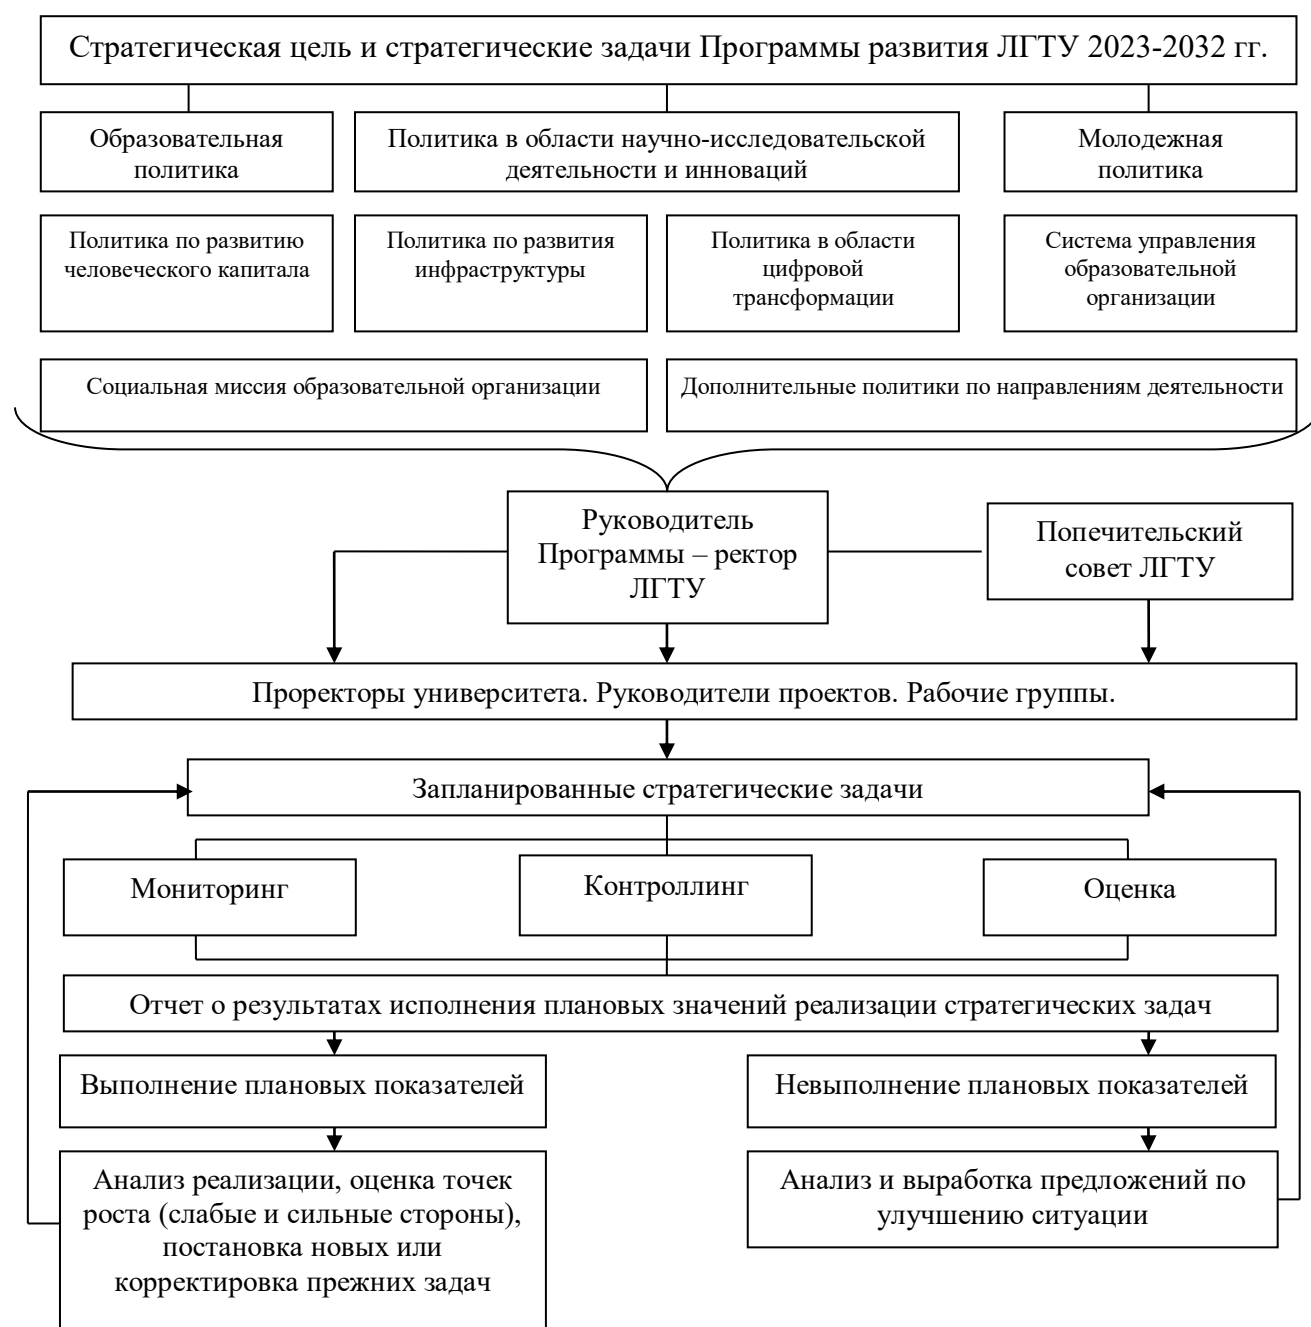 Стратегическая цель и стратегические задачи Программы развития ЛГТУ 2023-2032 гг.
Образовательная
политика
Политика в области научно-исследовательской
деятельности и инноваций
Молодежная
политика
Политика по развитию
человеческого капитала
Политика по развития
инфраструктуры
Политика в области
цифровой
трансформации
Система управления
образовательной
организации
Социальная миссия образовательной организации
Дополнительные политики по направлениям деятельности
Руководитель
Программы – ректор
ЛГТУ
Попечительский
совет ЛГТУ
Проректоры университета. Руководители проектов. Рабочие группы.
Запланированные стратегические задачи
Мониторинг
Контроллинг
Оценка
Отчет о результатах исполнения плановых значений реализации стратегических задач
Выполнение плановых показателей
Невыполнение плановых показателей
Анализ реализации, оценка точек
роста (слабые и сильные стороны),
постановка новых или
корректировка прежних задач
Анализ и выработка предложений по
улучшению ситуации